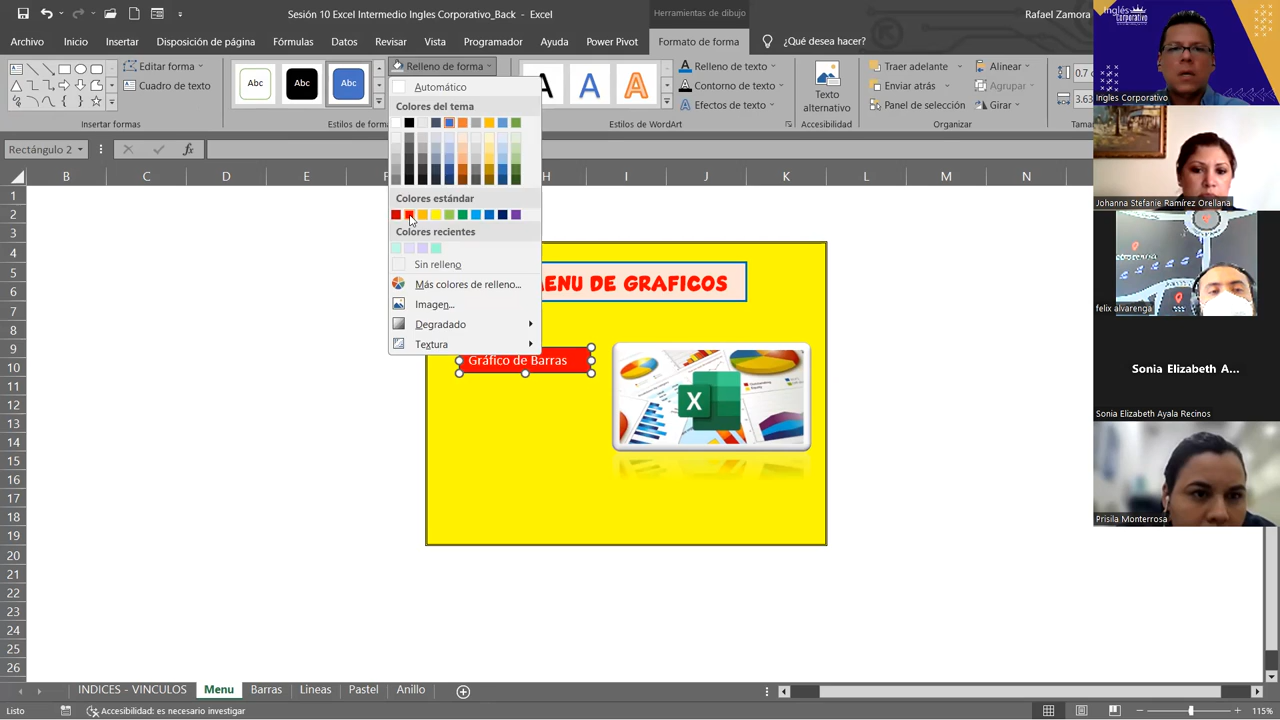 Sesión 10 Excel Intermedio Ingles Corporativo_Back - Excel
Herramientas de dibujo
Rafael Zamora
Archivo Inicio Insertar Disposición de página Fórmulas Datos Revisar Vista Programador Ayuda Power Pivot Formato de forma ¿Qué desea hacer?
Editar forma
Cuadro de texto
Insertar formas
Abc Abc Abc
Relleno de forma
Estilos de
Relleno de texto
Contorno de texto
Efectos de texto
Estilos de WordArt
Texto
alternativo
Accesibilidad
Traer adelante
Enviar atrás
Panel de selección
Alinear
Agrupar
Girar
Organizar
0.7 c
3.63
Tama
Rectángulo 2
fx
Automático
Colores del tema
Colores estándar
Colores recientes
Sin relleno
Más colores de relleno...
Imagen...
Degradado
Textura
B C D E F H I J K L M N
1
2
3
4
5
6
7
8
9
10
11
12
13
14
15
16
17
18
19
20
21
22
23
24
25
26
ENU DE GRAFICOS
Gráfico de Barras
X
INDICES - VINCULOS Menu Barras Lineas Pastel Anillo
Listo
Accesibilidad: es necesario investigar
115%
Inglés
Corporativo
Ingles Corporativo
Johanna Stefanie Ramírez Orellana
felix alvarenga
Sonia Elizabeth A...
Sonia Elizabeth Ayala Recinos
Prisila Monterrosa